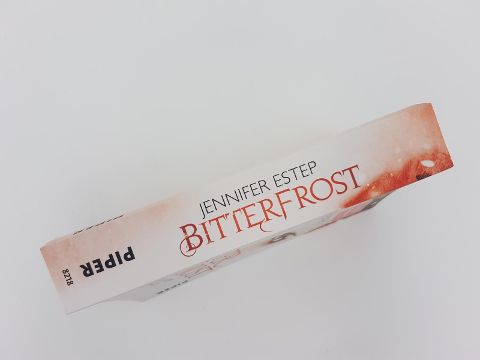 JENNIFER ESTEP
BITTERFROST
PIPER
8218